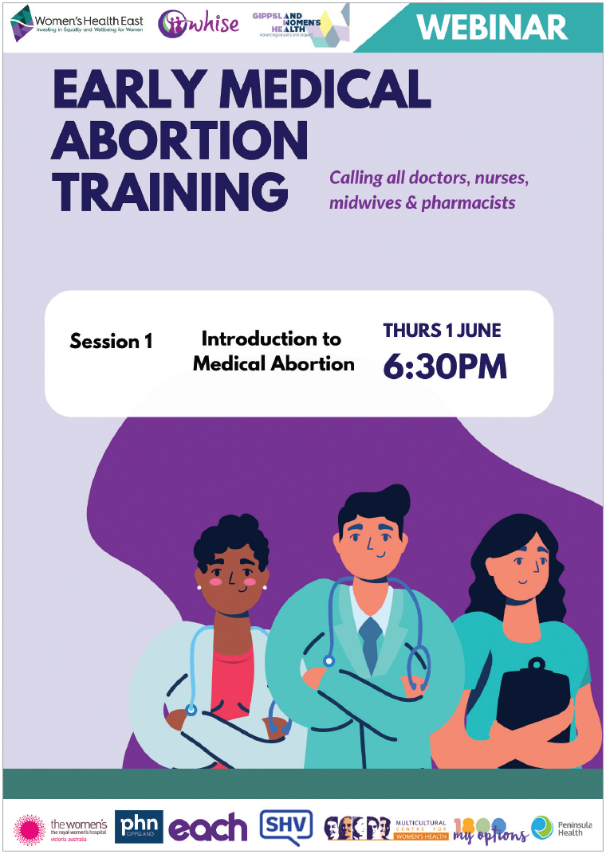 Women's Health East
Investing in Equality and Wellbeing for Women
whise
GIPPSLAND
WOMEN'S
HEALTH
WEBINAR
EARLY MEDICAL
ABORTION
TRAINING
Calling all doctors, nurses,
midwives & pharmacists
Session 1
Introduction to
Medical Abortion
THURS 1 JUNE
6:30PM
the women's
the royal women's hospital
victoria australia
phn
GIPPSLAND
each
SHV
MULTICULTURAL
CENTRE FOR
WOMEN'S HEALTH
1800
my options
Peninsula
Health